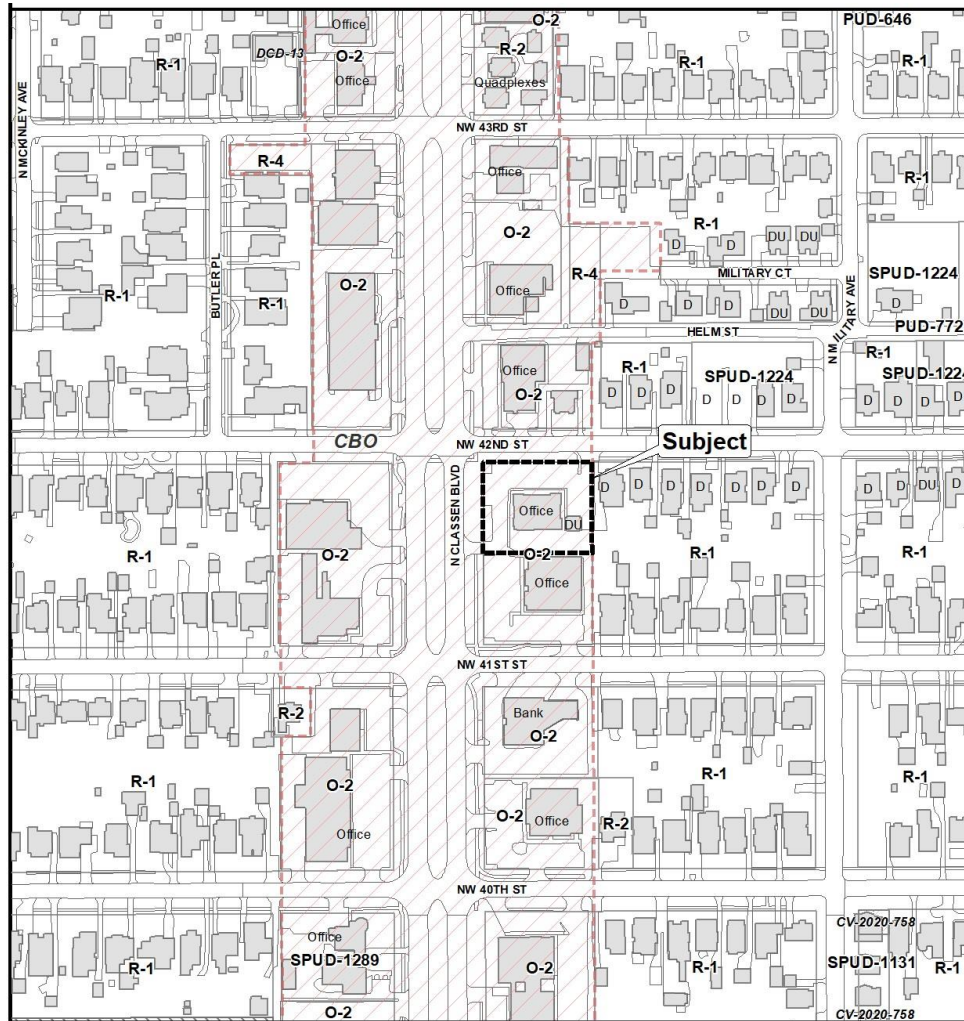 O-2
PUD-646
Office
DCD-13
O-2
R-2
R-1
R-1
R-1
Office
Quadplexes
N MCKINLEY AVE
NW 43RD ST
R-4
Office
R-1
O-2
R-1
D
D
DU
DU
BUTLER PL
MILITARY CT
SPUD-1224
R-4
R-1
R-1
O-2
Office
D
D
D
DU
DU
D
N MILITARY AVE
HELM ST
PUD-772
Office
R-1
R-1
SPUD-1224
SPUD-1224
O-2
D
D
D
D
D
D
D
D
D
D
D
CBO
NW 42ND ST
Subject
N CLASSEN BLVD
D
D
D
D
D
D
D
D
DU
D
Office
DU
R-1
O-2
O-2
R-1
R-1
Office
NW 41ST ST
R-2
Bank
O-2
R-1
R-1
R-1
O-2
O-2
Office
Office
R-2
NW 40TH ST
CV-2020-758
Office
R-1
SPUD-1289
O-2
R-1
SPUD-1131
R-1
O-2
CV-2020-758